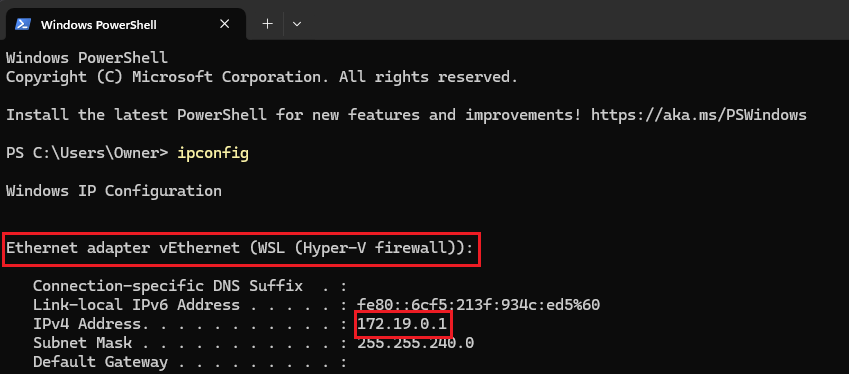 Windows PowerShell
Windows PowerShell
Copyright (C) Microsoft Corporation. All rights reserved.
Install the latest PowerShell for new features and improvements! https://aka.ms/PSWindows
PS C:\Users\Owner> ipconfig
Windows IP Configuration
Ethernet adapter vEthernet (WSL (Hyper-V firewall)):
Connection-specific DNS Suffix . :
Link-local IPv6 Address . . . . . : fe80::6cf5:213f:934c:ed5%60
IPv4 Address. . . . . . . . . . . : 172.19.0.1
Subnet Mask . . . . . . . . . . . : 255.255.240.0
Default Gateway . . . . . . . . . :